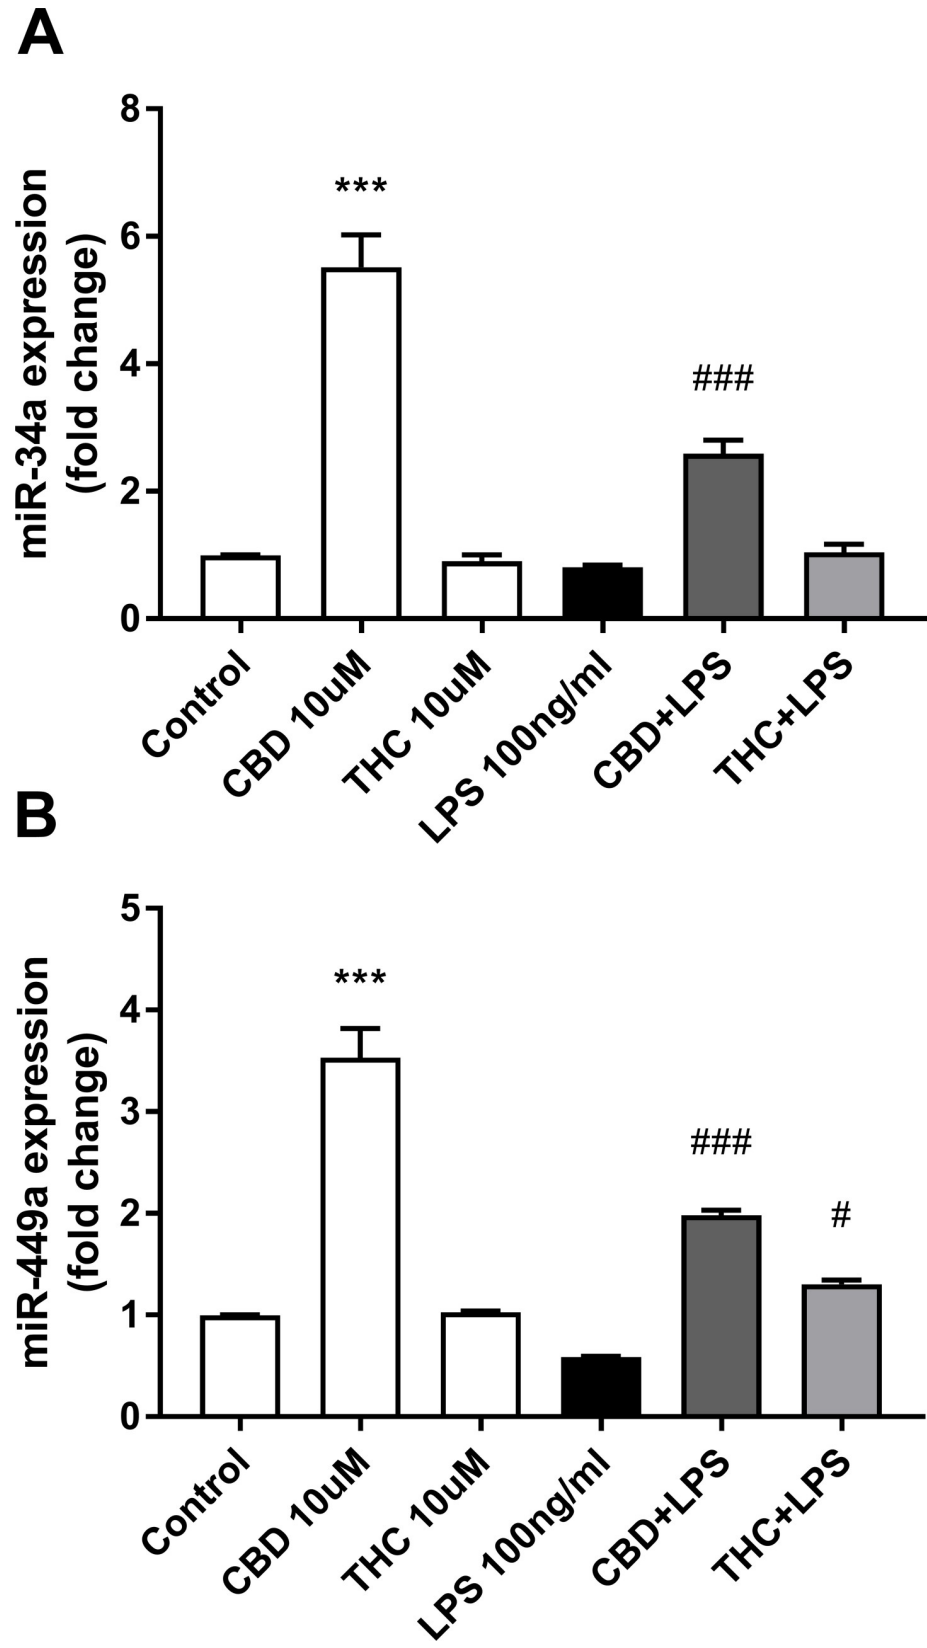 A
miR-34a expression
(fold change)
8
6
4
2
0
***
###
Control
CBD 10uM
THC 10uM
LPS 100ng/ml
CBD+LPS
THC+LPS
B
miR-449a expression
(fold change)
5
4
3
2
1
0
***
###
#
Control
CBD 10uM
THC 10uM
LPS 100ng/ml
CBD+LPS
THC+LPS